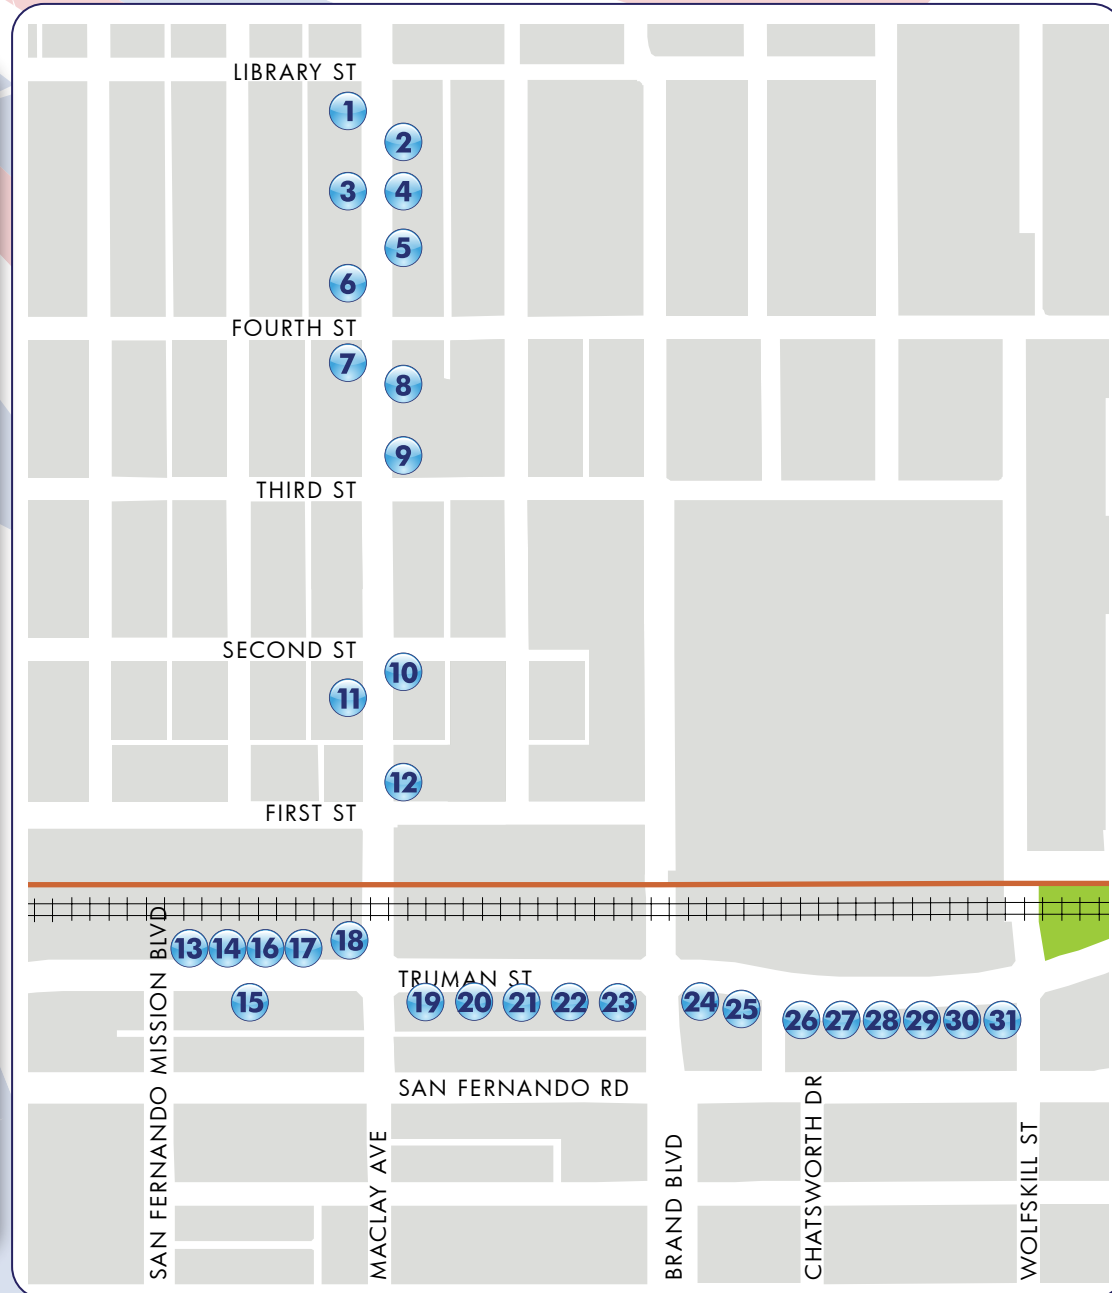 LIBRARY ST
1
2
3
4
5
6
FOURTH ST
7
8
9
THIRD ST
SECOND ST
10
11
12
FIRST ST
SAN FERNANDO MISSION BLVD
13
14
16
17
18
15
TRUMAN ST
19
20
21
22
23
24
25
26
27
28
29
30
31
SAN FERNANDO RD
MACLAY AVE
BRAND BLVD
CHATSWORTH DR
WOLFSKILL ST